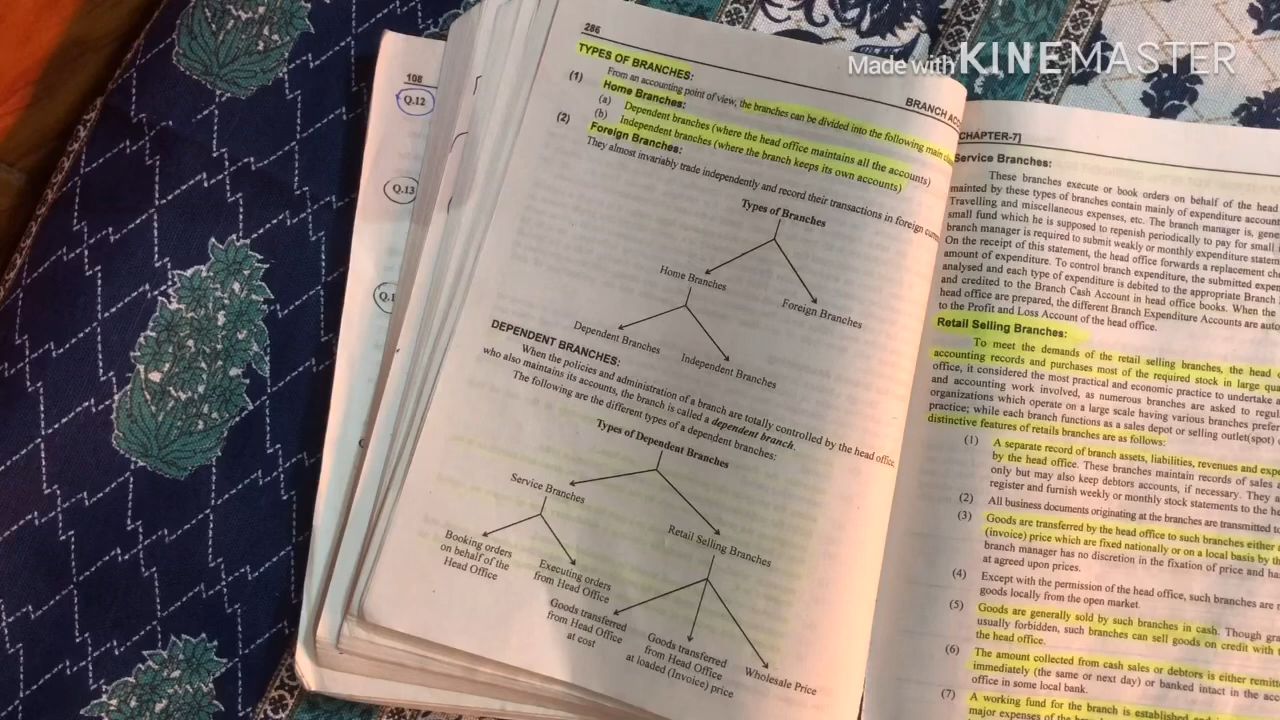 Made with KINEMASTER
108
Q.12
Q.13
Q.1
286
BRANCH ACC
TYPES OF BRANCHES:
From an accounting point of view, the branches can be divided into the following main
(1) Home Branches:
(a) Dependent branches (where the head office maintains all the accounts)
(b) Independent branches (where the branch keeps its own accounts)
(2) Foreign Branches:
They almost invariably trade independently and record their transactions in foreign
Types of Branches
Home Branches
Foreign Branches
Dependent Branches
Independent Branches
DEPENDENT BRANCHES:
When the policies and administration of a branch are totally controlled by the head office,
who also maintains its accounts, the branch is called a dependent branch.
The following are the different types of a dependent branches:
Types of Dependent Branches
Service Branches
Retail Selling Branches
Booking orders
on behalf of the
Head Office
Executing orders
from Head Office
Goods transferred
from Head Office
at cost
Goods transferred
from Head Office
at loaded (Invoice) price
Wholesale Price
CHAPTER-7]
Service Branches:
These branches execute or book orders on behalf of the head
mainted by these types of branches contain mainly of expenditure
Travelling and miscellaneous expenses, etc. The branch manager is,
small fund which he is supposed to repenish periodically to pay for small
branch manager is required to submit weakly or monthly expenditure
On the receipt of this statement, the head office forwards a replacement
amount of expenditure. To control branch expenditure, the submitted
analysed and each type of expenditure is debited to the appropriate Branch
and credited to the Branch Cash Account in head office books. When the
head office are prepared, the different Branch Expenditure Accounts are
to the Profit and Loss Account of the head office.
Retail Selling Branches:
To meet the demands of the retail selling branches, the head
accounting records and purchases most of the required stock in large
office, it considered the most practical and economic practice to undertake
and accounting work involved, as numerous branches are asked to
organizations which operate on a large scale having various branches
practice; while each branch functions as a sales depot or selling outlet(spot)
distinctive features of retails branches are as follows:
(1) A separate record of branch assets, liabilities, revenues and
by the head office. These branches maintain records of sales
only but may also keep debtors accounts, if necessary. They
register and furnish weekly or monthly stock statements to the
(2) All business documents originating at the branches are transmitted
(3) Goods are transferred by the head office to such branches either
(invoice) price which are fixed nationally or on a local basis by
branch manager has no discretion in the fixation of price and
at agreed upon prices.
(4) Except with the permission of the head office, such branches are
goods locally from the open market.
(5) Goods are generally sold by such branches in cash. Though
usually forbidden, such branches can sell goods on credit with
the head office.
(6) The amount collected from cash sales or debtors is either
immediately (the same or next day) or banked intact in the
office in some local bank.
(7) A working fund for the branch is established
major expenses of the